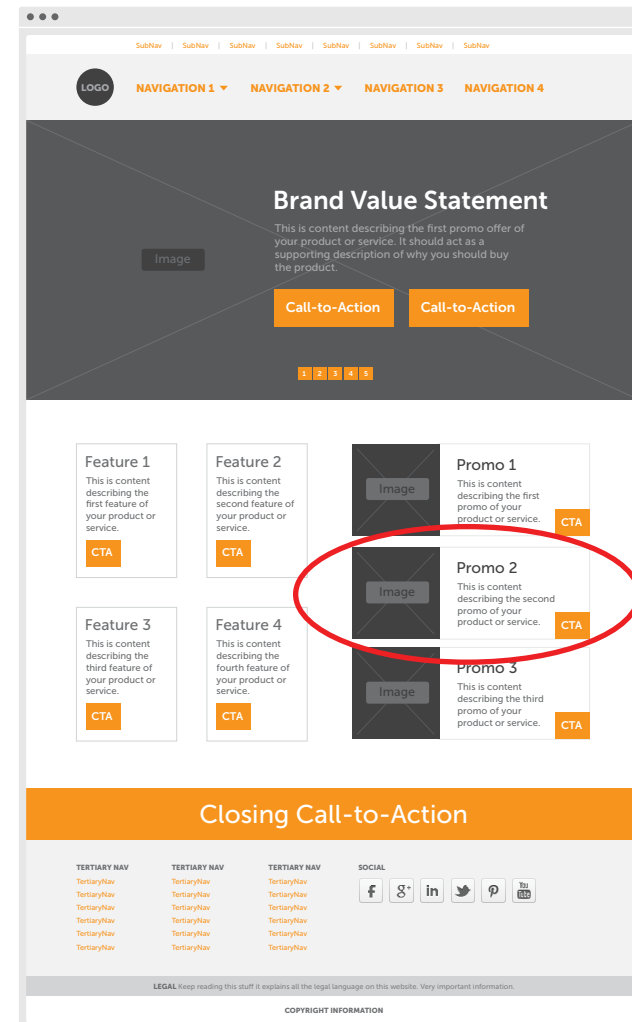 SubNav | SubNav | SubNav | SubNav | SubNav | SubNav | SubNav | SubNav
LOGO
NAVIGATION 1 NAVIGATION 2 NAVIGATION 3 NAVIGATION 4
Image
Brand Value Statement
This is content describing the first promo offer of
your product or service. It should act as a
supporting description of why you should buy
the product.
Call-to-Action Call-to-Action
1 2 3 4 5
Feature 1
This is content
describing the
first feature of
your product or
service.
CTA
Feature 2
This is content
describing the
second feature of
your product or
service.
CTA
Feature 3
This is content
describing the
third feature of
your product or
service.
CTA
Feature 4
This is content
describing the
fourth feature of
your product or
service.
CTA
Image
Promo 1
This is content
describing the first
promo of your
product or service.
CTA
Image
Promo 2
This is content
describing the second
promo of your
product or service.
CTA
Image
Promo 3
This is content
describing the third
promo of your
product or service.
CTA
Closing Call-to-Action
TERTIARY NAV
TertiaryNav
TertiaryNav
TertiaryNav
TertiaryNav
TertiaryNav
TertiaryNav
TERTIARY NAV
TertiaryNav
TertiaryNav
TertiaryNav
TertiaryNav
TertiaryNav
TertiaryNav
TERTIARY NAV
TertiaryNav
TertiaryNav
TertiaryNav
TertiaryNav
TertiaryNav
TertiaryNav
SOCIAL
f g+ in You Tube
LEGAL Keep reading this stuff it explains all the legal language on this website. Very important information.
COPYRIGHT INFORMATION